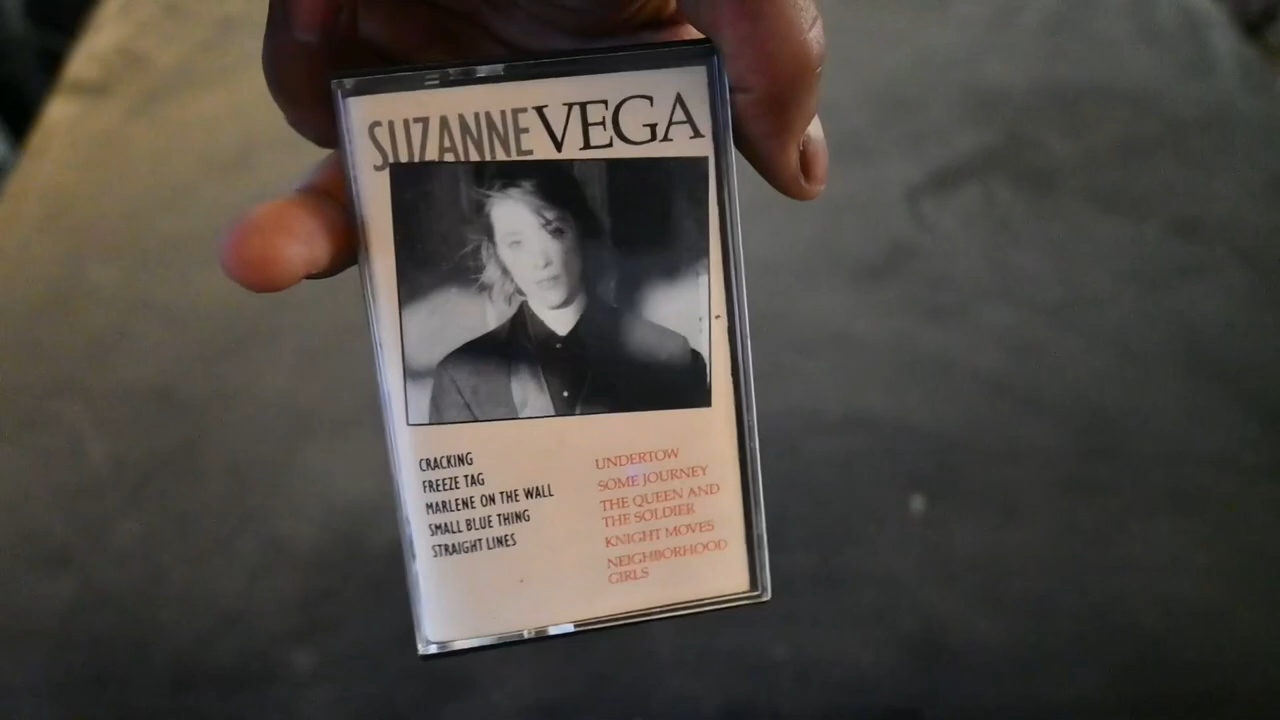 SUZANNE VEGA
CRACKING
FREEZE TAG
MARLENE ON THE WALL
SMALL BLUE THING
STRAIGHT LINES
UNDERTOW
SOME JOURNEY
THE QUEEN AND
THE SOLDIER
KNIGHT MOVES
NEIGHBORHOOD
GIRLS